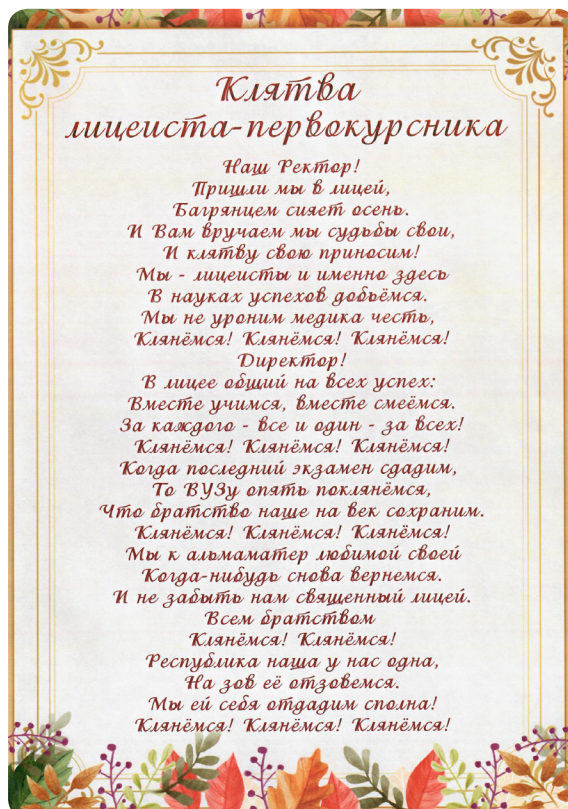 Клятва
лицеиста-первокурсника
Наш Ректор!
Пришли мы в лицей,
Багрянцем сияет осень.
И Вам вручаем мы судьбы свои,
И клятву свою приносим!
Мы - лицеисты и именно здесь
В науках успехов добьёмся.
Мы не уроним медика честь,
Клянёмся! Клянёмся! Клянёмся!
Директор!
В лицее общий на всех успех:
Вместе учимся, вместе смеёмся.
За каждого - все и один - за всех!
Клянёмся! Клянёмся! Клянёмся!
Когда последний экзамен сдадим,
То ВУЗу опять поклянёмся,
Что братство наше на век сохраним.
Клянёмся! Клянёмся! Клянёмся!
Мы к альмаматер любимой своей
Когда-нибудь снова вернемся.
И не забыть нам священный лицей.
Всем братством
Клянёмся! Клянёмся!
Республика наша у нас одна,
На зов её отзовемся.
Мы ей себя отдадим сполна!
Клянёмся! Клянёмся! Клянёмся!